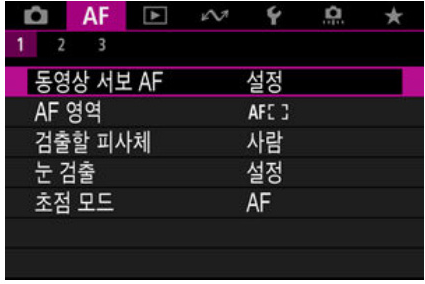 AF
1 2 3
동영상 서보 AF 설정
AF 영역 AF[ ]
검출할 피사체 사람
눈 검출 설정
초점 모드 AF